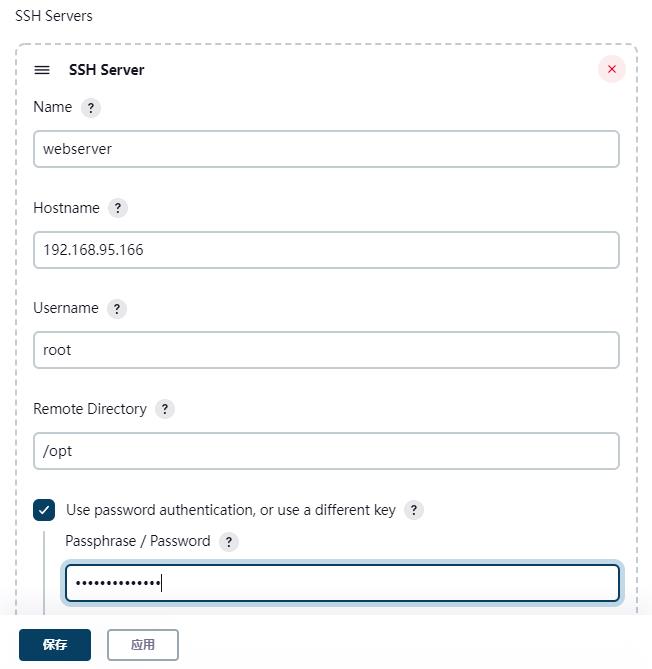 SSH Servers
SSH Server
Name ?
webserver
Hostname ?
192.168.95.166
Username ?
root
Remote Directory ?
/opt
Use password authentication, or use a different key ?
Passphrase / Password ?
••••••••••••••
保存 应用